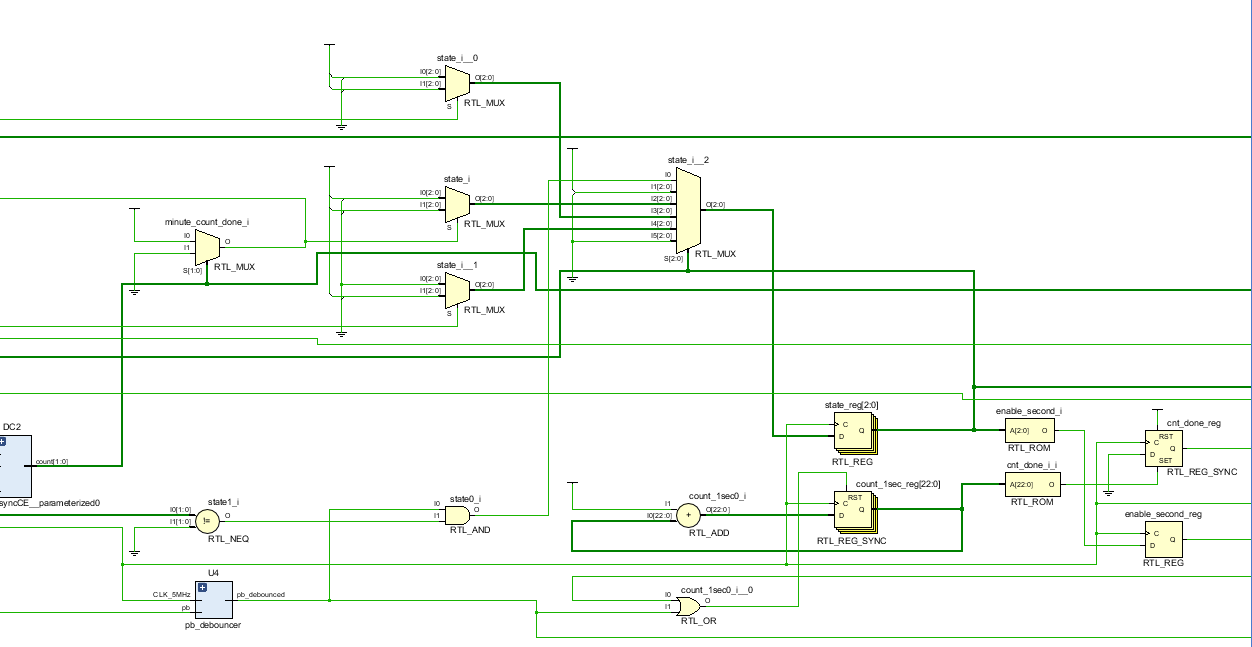 state_i__0
I0[2:0]
I1[2:0]
O[2:0]
S
RTL_MUX
state_i__2
I0
I1[2:0]
I2[2:0]
I3[2:0]
I4[2:0]
I5[2:0]
O[2:0]
S[2:0]
RTL_MUX
state_i
I0[2:0]
I1[2:0]
O[2:0]
S
RTL_MUX
minute_count_done_i
I0
I1
O
S[1:0]
RTL_MUX
state_i__1
I0[2:0]
I1[2:0]
O[2:0]
S
RTL_MUX
DC2
count[1:0]
syncCE__parameterized0
state_reg[2:0]
C
D
Q
RTL_REG
enable_second_i
A[2:0]
O
RTL_ROM
cnt_done_reg
RST
C
D
Q
SET
RTL_REG_SYNC
cnt_done_i_i
A[22:0]
O
RTL_ROM
state1_i
I0[1:0]
I1[1:0]
!=
O
RTL_NEQ
state0_i
I0
I1
O
RTL_AND
count_1sec0_i
I1
I0[22:0]
+
O[22:0]
RTL_ADD
count_1sec_reg[22:0]
RST
C
D
Q
RTL_REG_SYNC
enable_second_reg
C
D
Q
RTL_REG
U4
CLK_5MHz
pb
pb_debounced
pb_debouncer
count_1sec0_i__0
I0
I1
O
RTL_OR